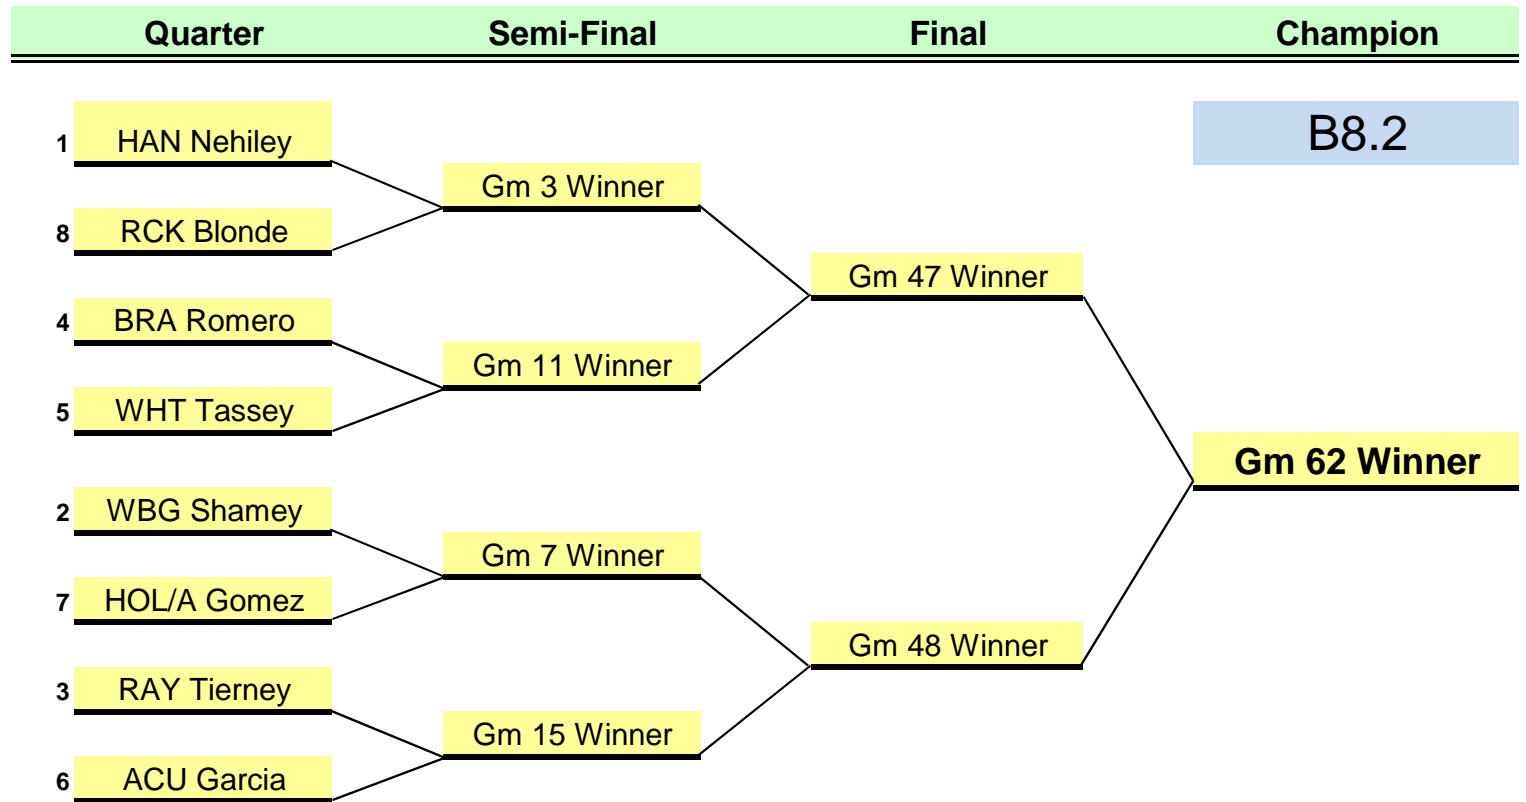 Quarter Semi-Final Final Champion
B8.2
1 HAN Nehiley
Gm 3 Winner
8 RCK Blonde
Gm 47 Winner
4 BRA Romero
Gm 11 Winner
5 WHT Tassey
Gm 62 Winner
2 WBG Shamey
Gm 7 Winner
7 HOL/A Gomez
Gm 48 Winner
3 RAY Tierney
Gm 15 Winner
6 ACU Garcia